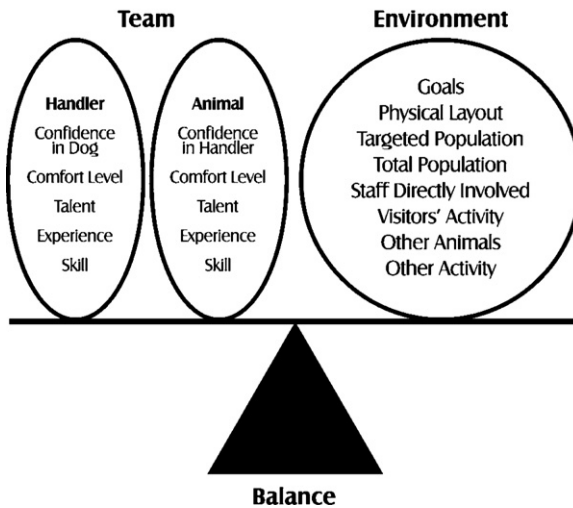 Team
Handler
Confidence
in Dog
Comfort Level
Talent
Experience
Skill
Animal
Confidence
in Handler
Comfort Level
Talent
Experience
Skill
Environment
Goals
Physical Layout
Targeted Population
Total Population
Staff Directly Involved
Visitors' Activity
Other Animals
Other Activity
Balance